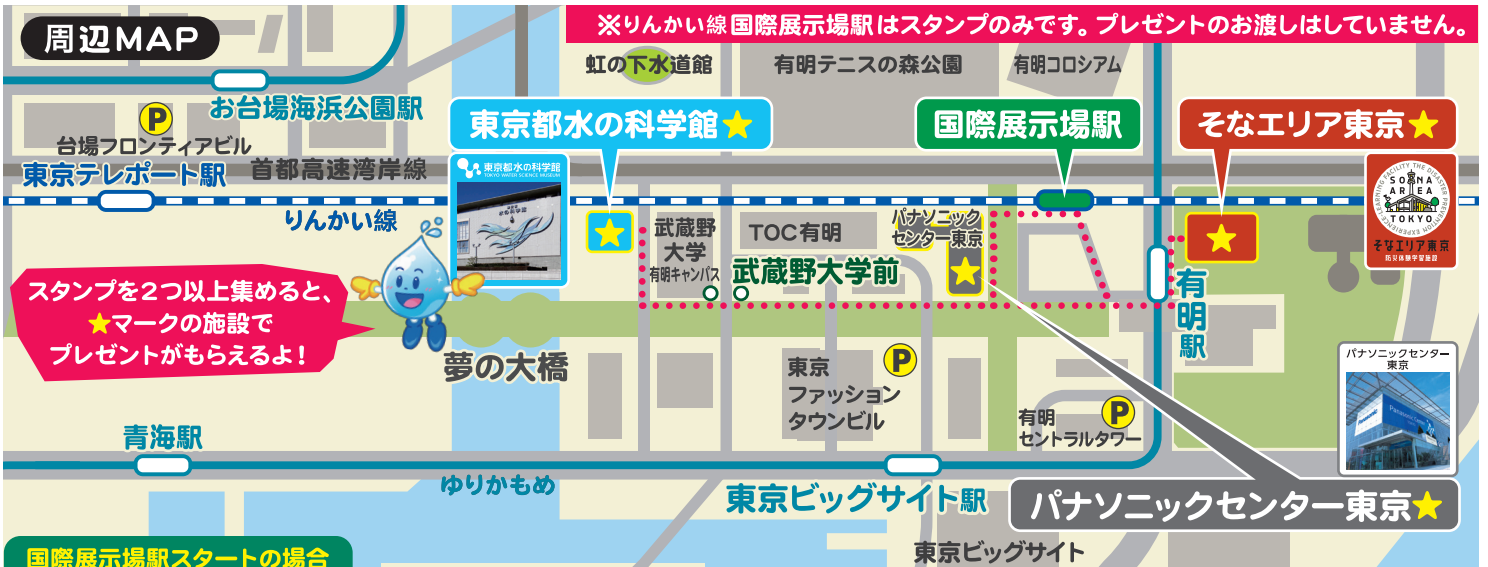 周辺MAP
※りんかい線国際展示場駅はスタンプのみです。プレゼントのお渡しはしていません。
虹の下水道館
有明テニスの森公園
有明コロシアム
お台場海浜公園駅
P
台場フロンティアビル
東京テレポート駅
首都高速湾岸線
りんかい線
東京都水の科学館★
国際展示場駅
そなエリア東京★
東京都水の科学館
TOKYO WATER SCIENCE MUSEUM
武蔵野
大学
有明キャンパス
TOC有明
武蔵野大学前
パナソニック
センター東京
有明駅
SONA
AREA
TOKYO
LEARNING FACILITY THE DISASTER PREVENTION EXPERIENCE
そなエリア東京
防災体験学習施設
スタンプを2つ以上集めると、
★マークの施設で
プレゼントがもらえるよ!
夢の大橋
東京
ファッション
タウンビル
P
有明
セントラルタワー
P
パナソニックセンター
東京
Panasonic
青海駅
ゆりかもめ
東京ビッグサイト駅
パナソニックセンター東京★
東京ビッグサイト
国際展示場駅スタートの場合